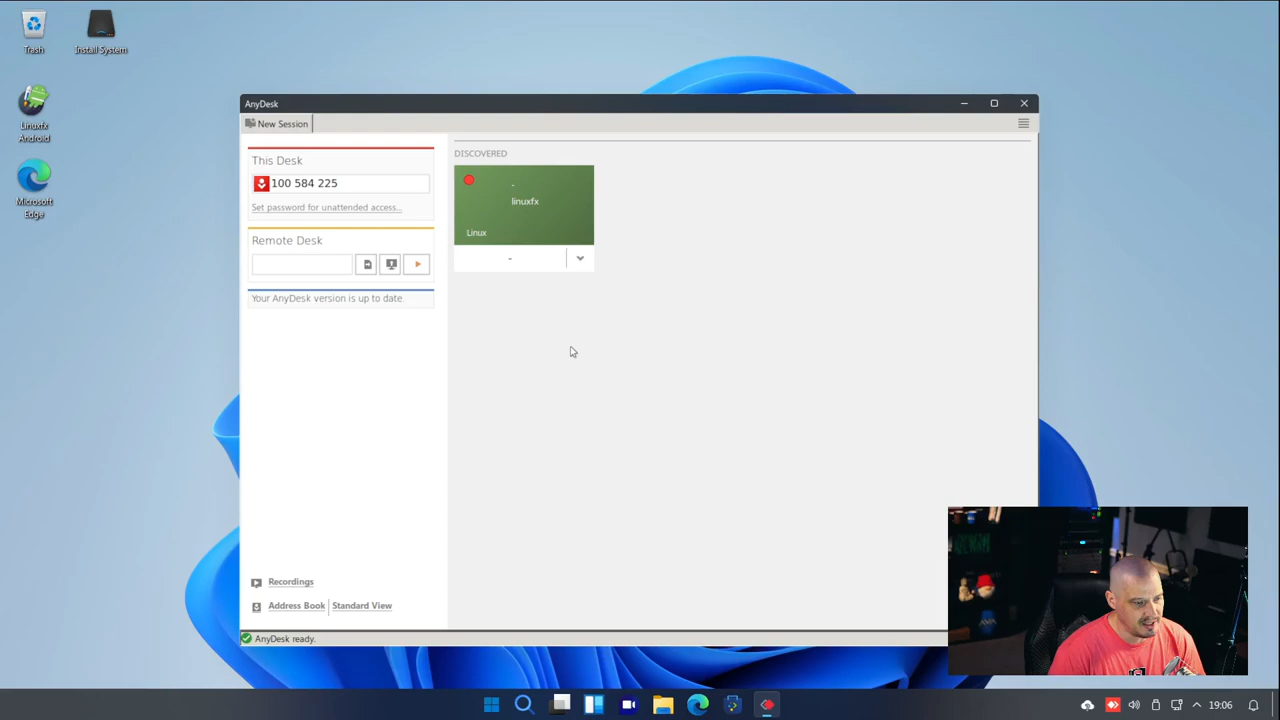 Trash
Install System
Linuxfx
Android
Microsoft
Edge
AnyDesk
New Session
This Desk
100 584 225
Set password for unattended access...
Remote Desk
Your AnyDesk version is up to date.
DISCOVERED
-
linuxfx
Linux
-
Recordings
Address Book
Standard View
AnyDesk ready.
19:06